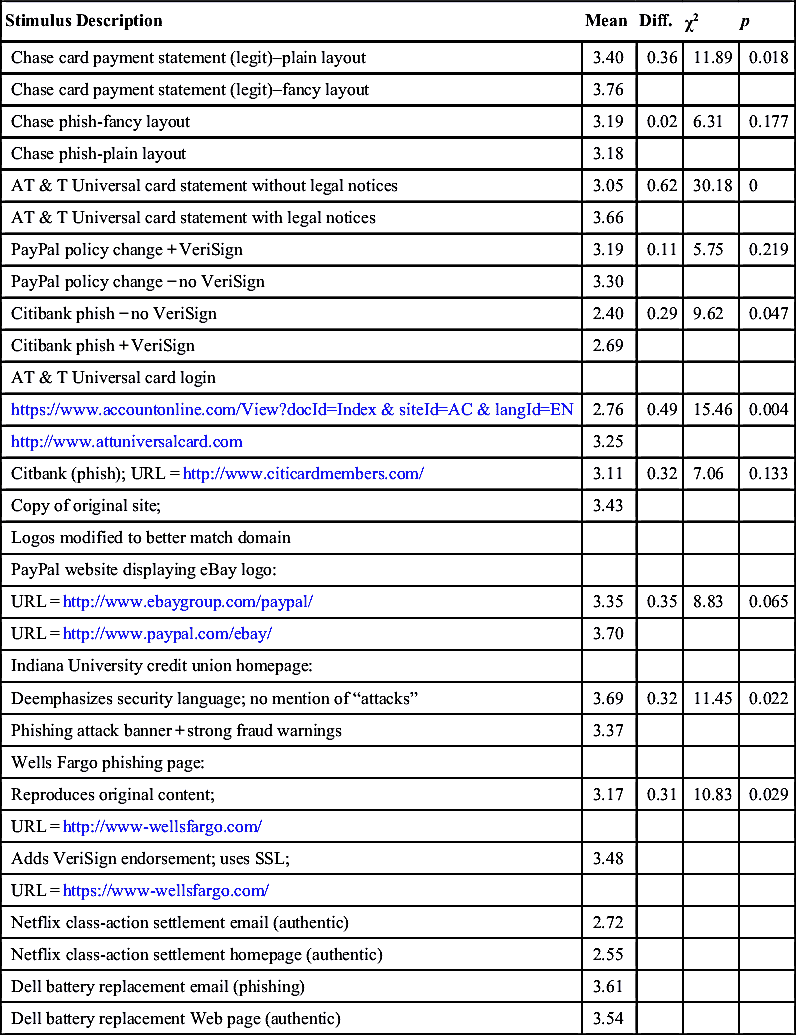 Stimulus Description Mean Diff. χ² p
Chase card payment statement (legit)–plain layout 3.40 0.36 11.89 0.018
Chase card payment statement (legit)–fancy layout 3.76
Chase phish-fancy layout 3.19 0.02 6.31 0.177
Chase phish-plain layout 3.18
AT & T Universal card statement without legal notices 3.05 0.62 30.18 0
AT & T Universal card statement with legal notices 3.66
PayPal policy change + VeriSign 3.19 0.11 5.75 0.219
PayPal policy change − no VeriSign 3.30
Citibank phish − no VeriSign 2.40 0.29 9.62 0.047
Citibank phish + VeriSign 2.69
AT & T Universal card login
https://www.accountonline.com/View?docId=Index & siteId=AC & langId=EN 2.76 0.49 15.46 0.004
http://www.attuniversalcard.com 3.25
Citbank (phish); URL = http://www.citicardmembers.com/ 3.11 0.32 7.06 0.133
Copy of original site; 3.43
Logos modified to better match domain
PayPal website displaying eBay logo:
URL = http://www.ebaygroup.com/paypal/ 3.35 0.35 8.83 0.065
URL = http://www.paypal.com/ebay/ 3.70
Indiana University credit union homepage:
Deemphasizes security language; no mention of “attacks” 3.69 0.32 11.45 0.022
Phishing attack banner + strong fraud warnings 3.37
Wells Fargo phishing page:
Reproduces original content; 3.17 0.31 10.83 0.029
URL = http://www-wellsfargo.com/
Adds VeriSign endorsement; uses SSL; 3.48
URL = https://www-wellsfargo.com/
Netflix class-action settlement email (authentic) 2.72
Netflix class-action settlement homepage (authentic) 2.55
Dell battery replacement email (phishing) 3.61
Dell battery replacement Web page (authentic) 3.54